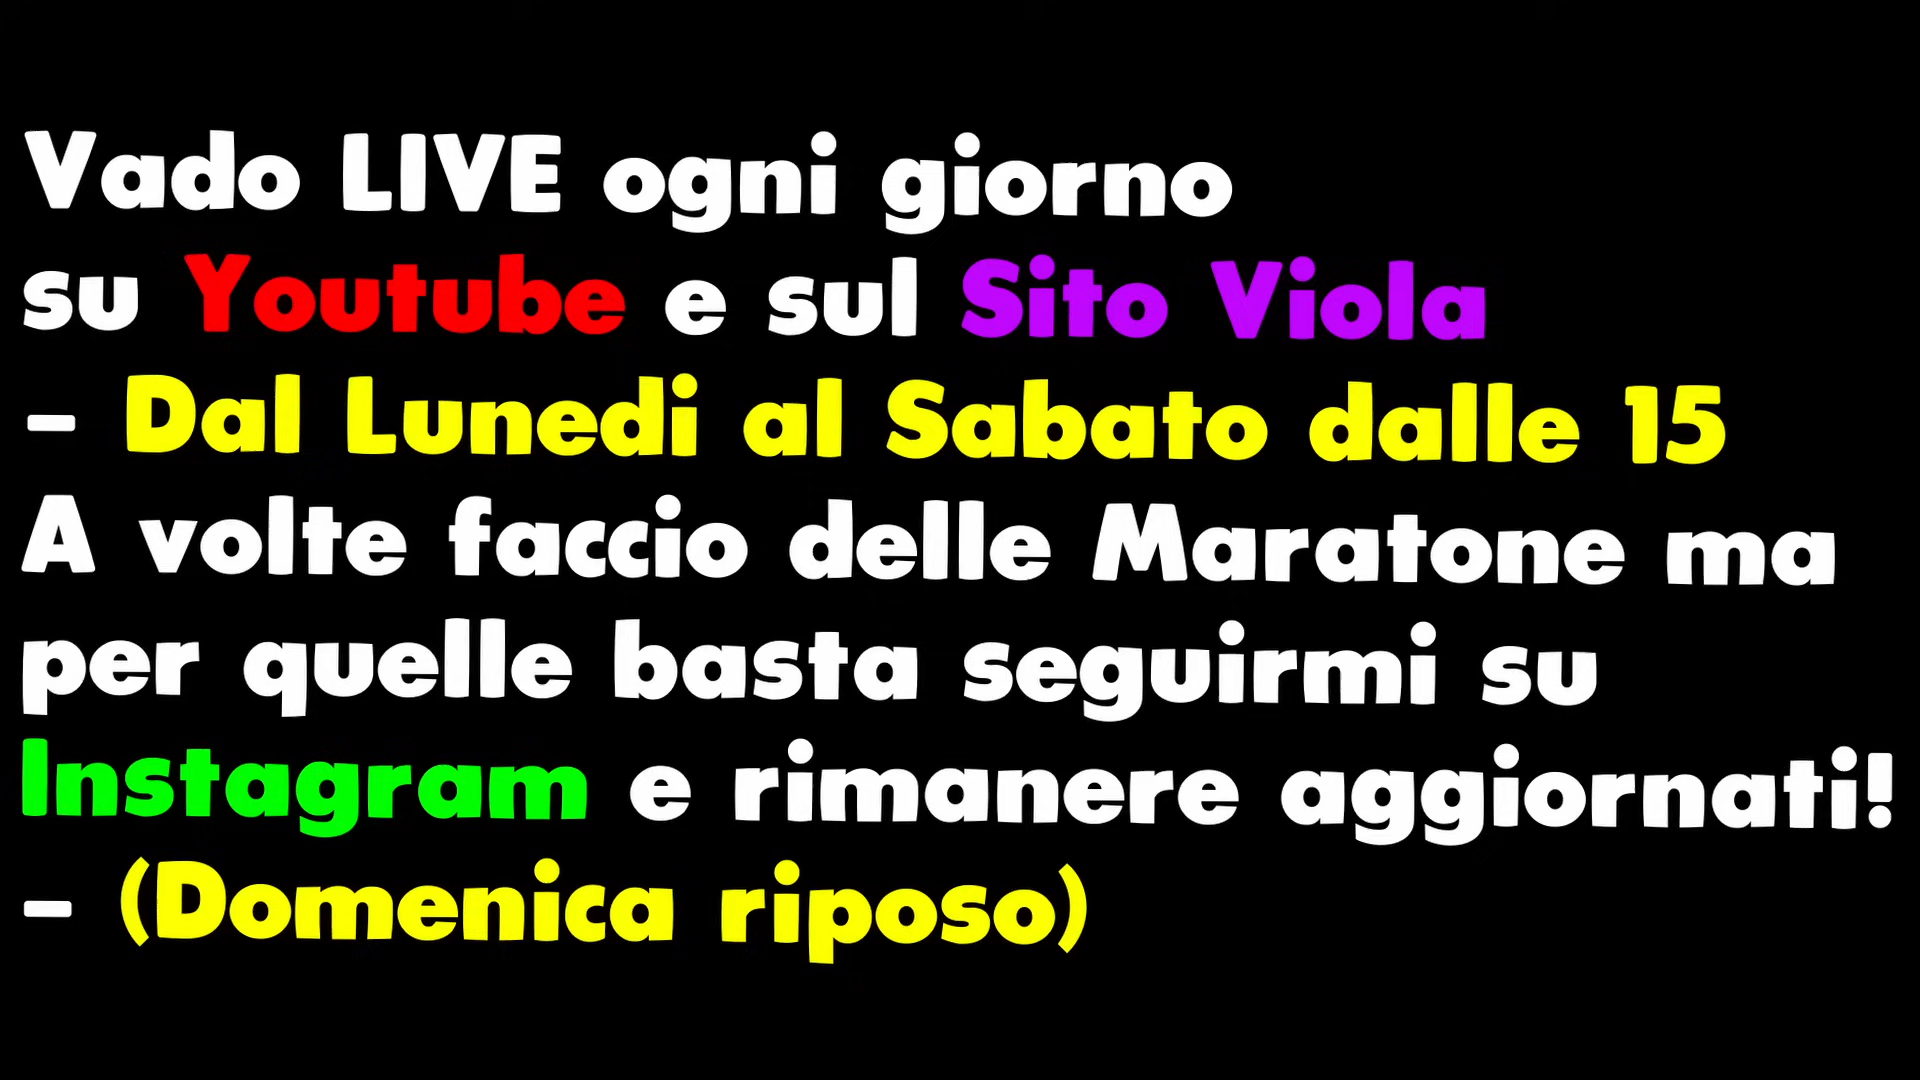 Vado LIVE ogni giorno
su Youtube e sul Sito Viola
- Dal Lunedi al Sabato dalle 15
A volte faccio delle Maratone ma
per quelle basta seguirmi su
Instagram e rimanere aggiornati!
- (Domenica riposo)